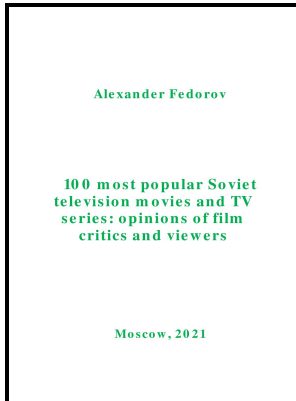 Alexander Fedorov
100 most popular Soviet
television movies and TV
series: opinions of film
critics and viewers
Moscow, 2021